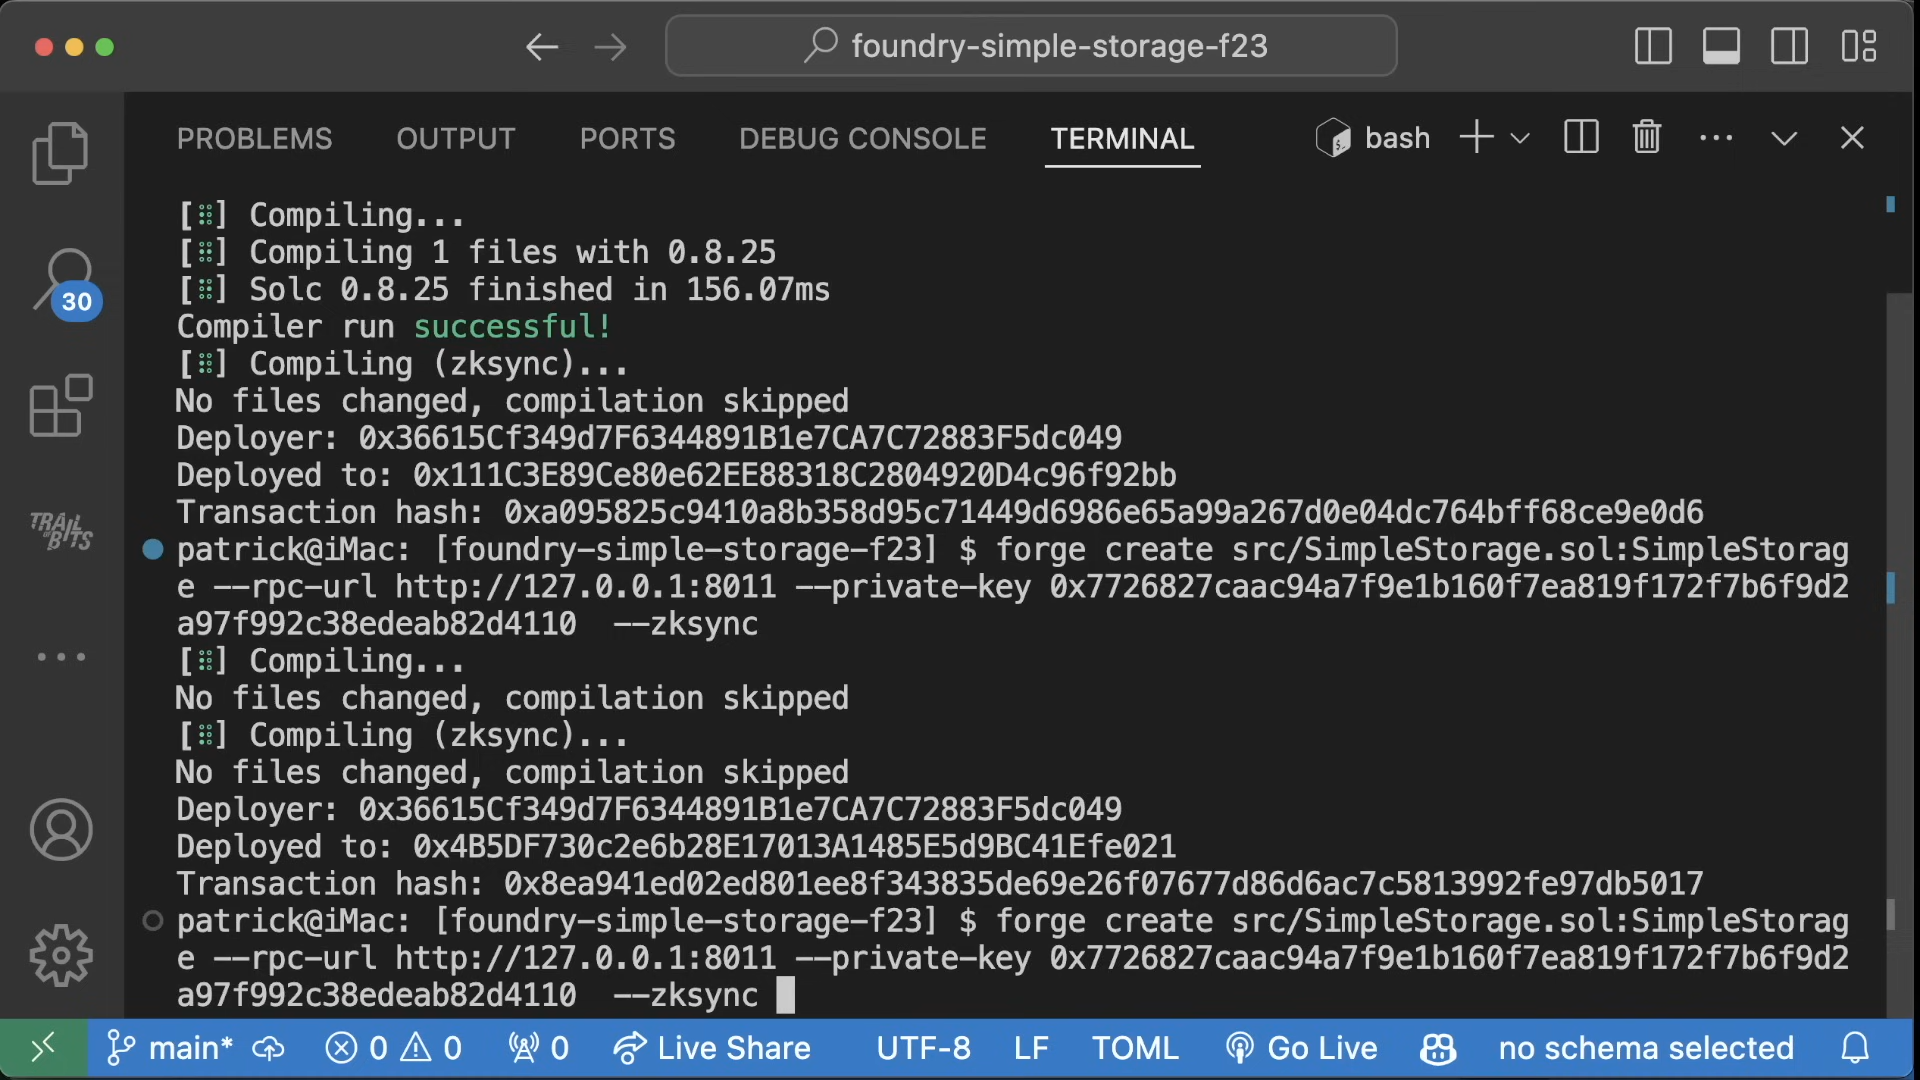 foundry-simple-storage-f23
PROBLEMS OUTPUT PORTS DEBUG CONSOLE TERMINAL bash
[⠿] Compiling...
[⠿] Compiling 1 files with 0.8.25
[⠿] Solc 0.8.25 finished in 156.07ms
Compiler run successful!
[⠿] Compiling (zksync)...
No files changed, compilation skipped
Deployer: 0x36615Cf349d7F6344891B1e7CA7C72883F5dc049
Deployed to: 0x111C3E89Ce80e62EE88318C2804920D4c96f92bb
Transaction hash: 0xa095825c9410a8b358d95c71449d6986e65a99a267d0e04dc764bff68ce9e0d6
patrick@iMac: [foundry-simple-storage-f23] $ forge create src/SimpleStorage.sol:SimpleStorag
e --rpc-url http://127.0.0.1:8011 --private-key 0x7726827caac94a7f9e1b160f7ea819f172f7b6f9d2
a97f992c38edeab82d4110  --zksync
[⠿] Compiling...
No files changed, compilation skipped
[⠿] Compiling (zksync)...
No files changed, compilation skipped
Deployer: 0x36615Cf349d7F6344891B1e7CA7C72883F5dc049
Deployed to: 0x4B5DF730c2e6b28E17013A1485E5d9BC41Efe021
Transaction hash: 0x8ea941ed02ed801ee8f343835de69e26f07677d86d6ac7c5813992fe97db5017
patrick@iMac: [foundry-simple-storage-f23] $ forge create src/SimpleStorage.sol:SimpleStorag
e --rpc-url http://127.0.0.1:8011 --private-key 0x7726827caac94a7f9e1b160f7ea819f172f7b6f9d2
a97f992c38edeab82d4110  --zksync
30
TRAIL OF BITS
main* 0 0 0 Live Share UTF-8 LF TOML Go Live no schema selected